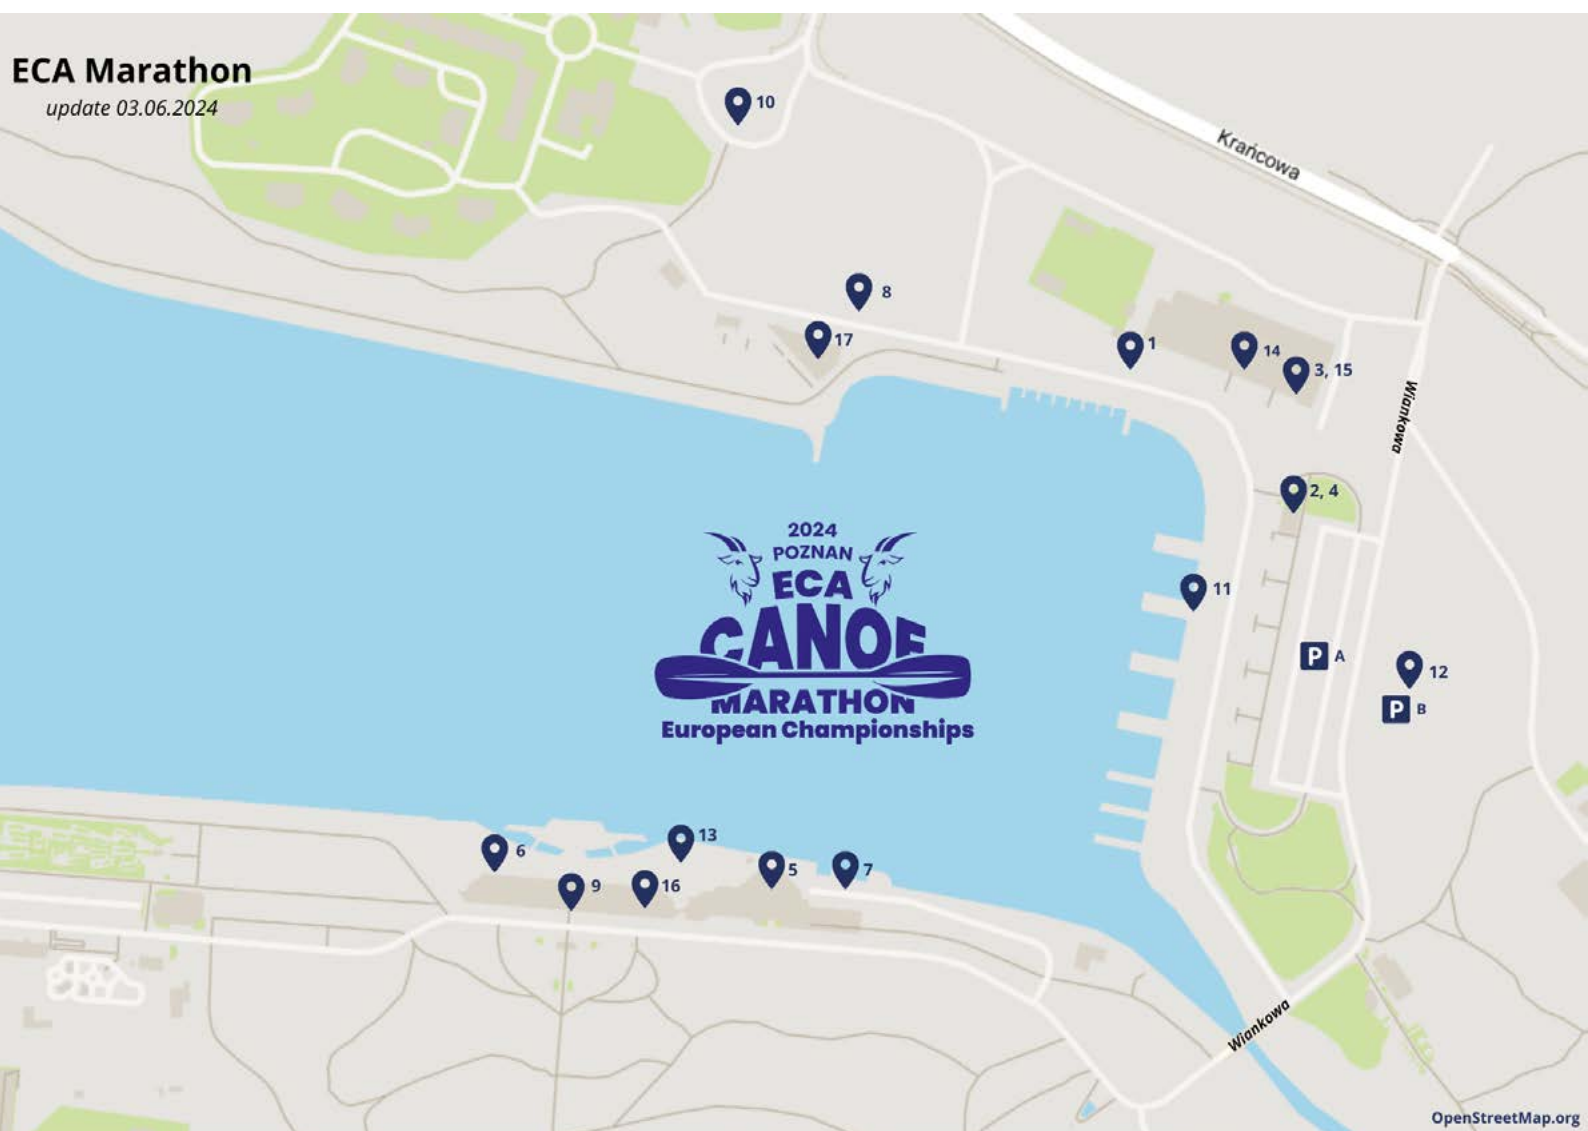 ECA Marathon
update 03.06.2024
10
Krańcowa
8
17
1
14
3, 15
Wiankowa
2, 4
2024
POZNAN
ECA
CANOE
MARATHON
European Championships
11
P A
12
P B
13
6
5
7
9
16
Wiankowa
OpenStreetMap.org